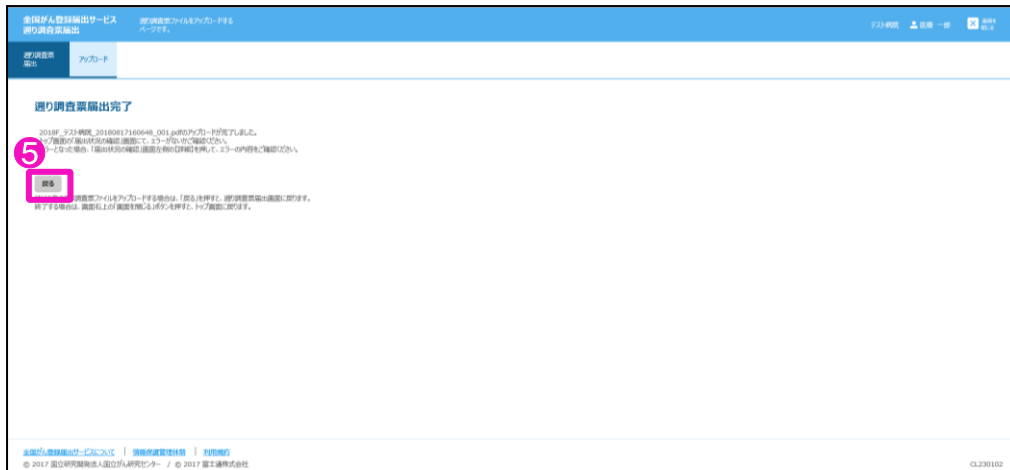 全国がん登録届出サービス
遡り調査票届出
遡り調査票ファイルをアップロードする
ページです。
テスト病院
医療 一郎
画面を
閉じる
遡り調査票
届出
アップロード
遡り調査票届出完了
2018F_テスト病院_20180817160648_001.pdfのアップロードが完了しました。
トップ画面の「届出状況の確認」画面にて、エラーがないかご確認ください。
ーとなった場合、「届出状況の確認」画面左側の【詳細】を押して、エラーの内容をご確認ください。
5
戻る
調査票ファイルをアップロードする場合は、「戻る」を押すと、遡り調査票届出画面に戻ります。
終了する場合は、画面右上の「画面を閉じる」ボタンを押すと、トップ画面に戻ります。
全国がん登録届出サービスについて | 情報保護管理体制 | 利用規約
© 2017 国立研究開発法人国立がん研究センター / © 2017 富士通株式会社
CL230102